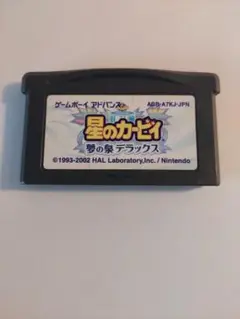 ゲームボーイ アドバンス AGB-A7KJ-JPN
星のカービィ
夢の泉 デラックス
©1993-2002 HAL Laboratory,Inc. / Nintendo